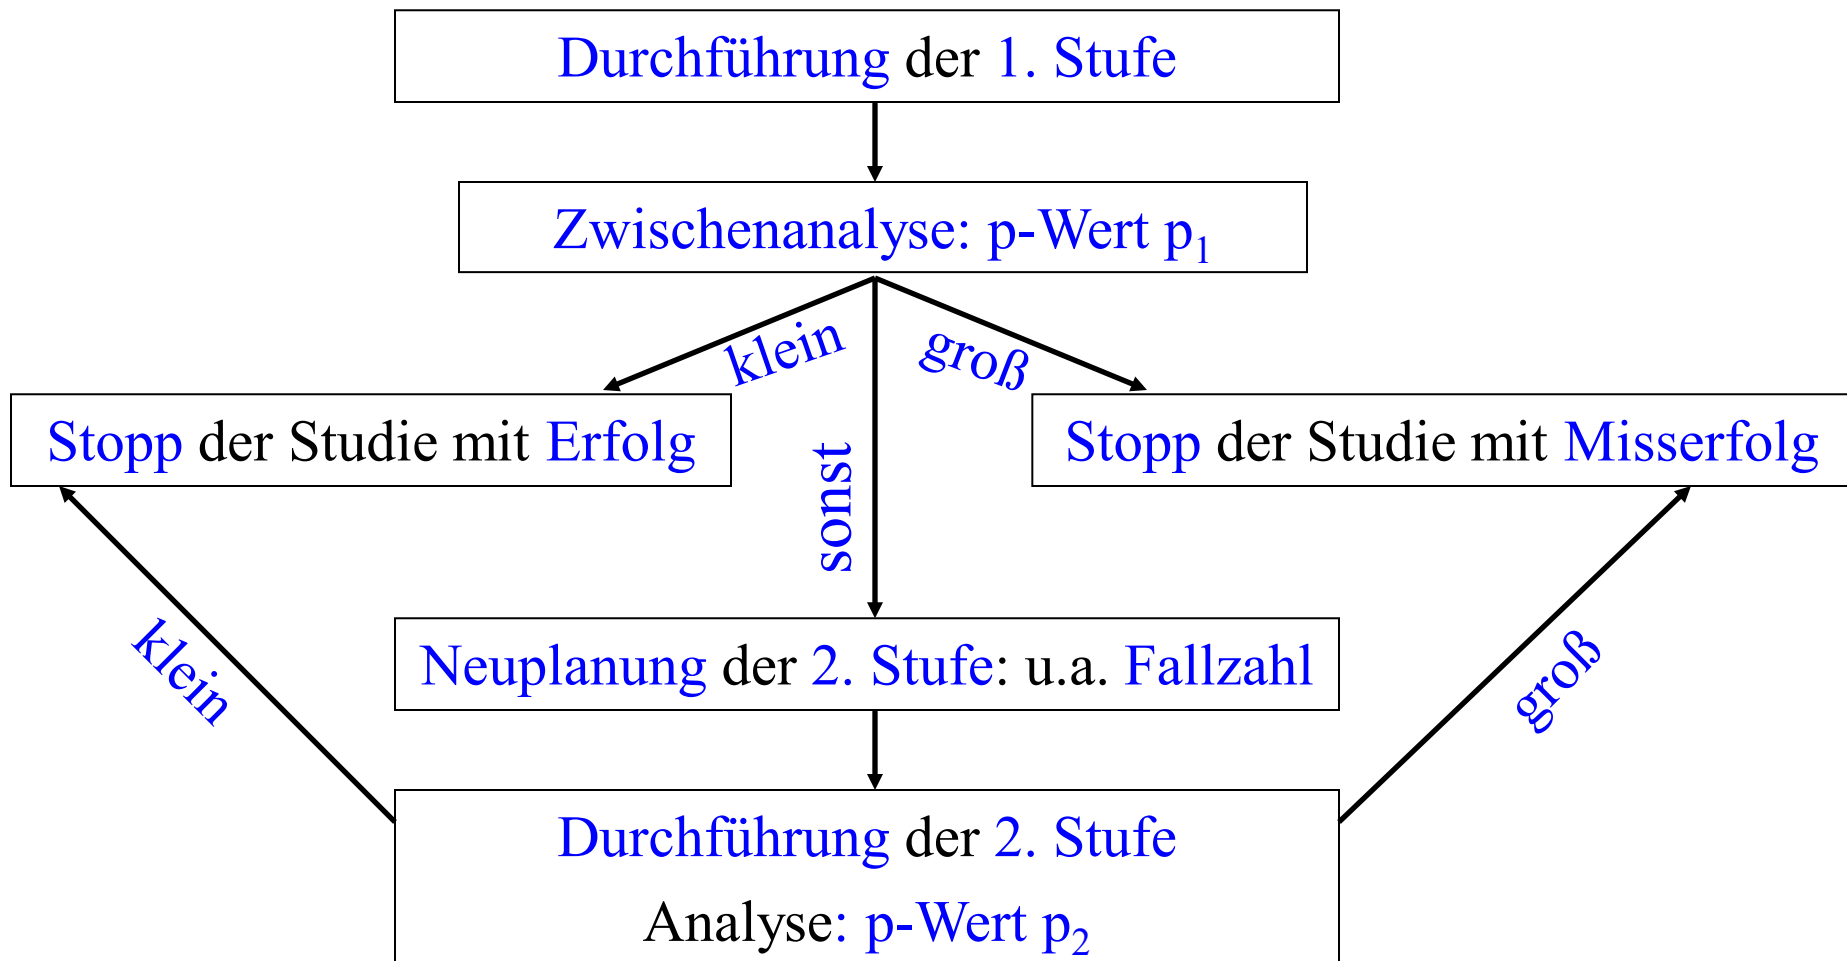 Durchführung der 1. Stufe
Zwischenanalyse: p-Wert p₁
klein
groß
Stopp der Studie mit Erfolg
sonst
Stopp der Studie mit Misserfolg
klein
Neuplanung der 2. Stufe: u.a. Fallzahl
groß
Durchführung der 2. Stufe
Analyse: p-Wert p₂